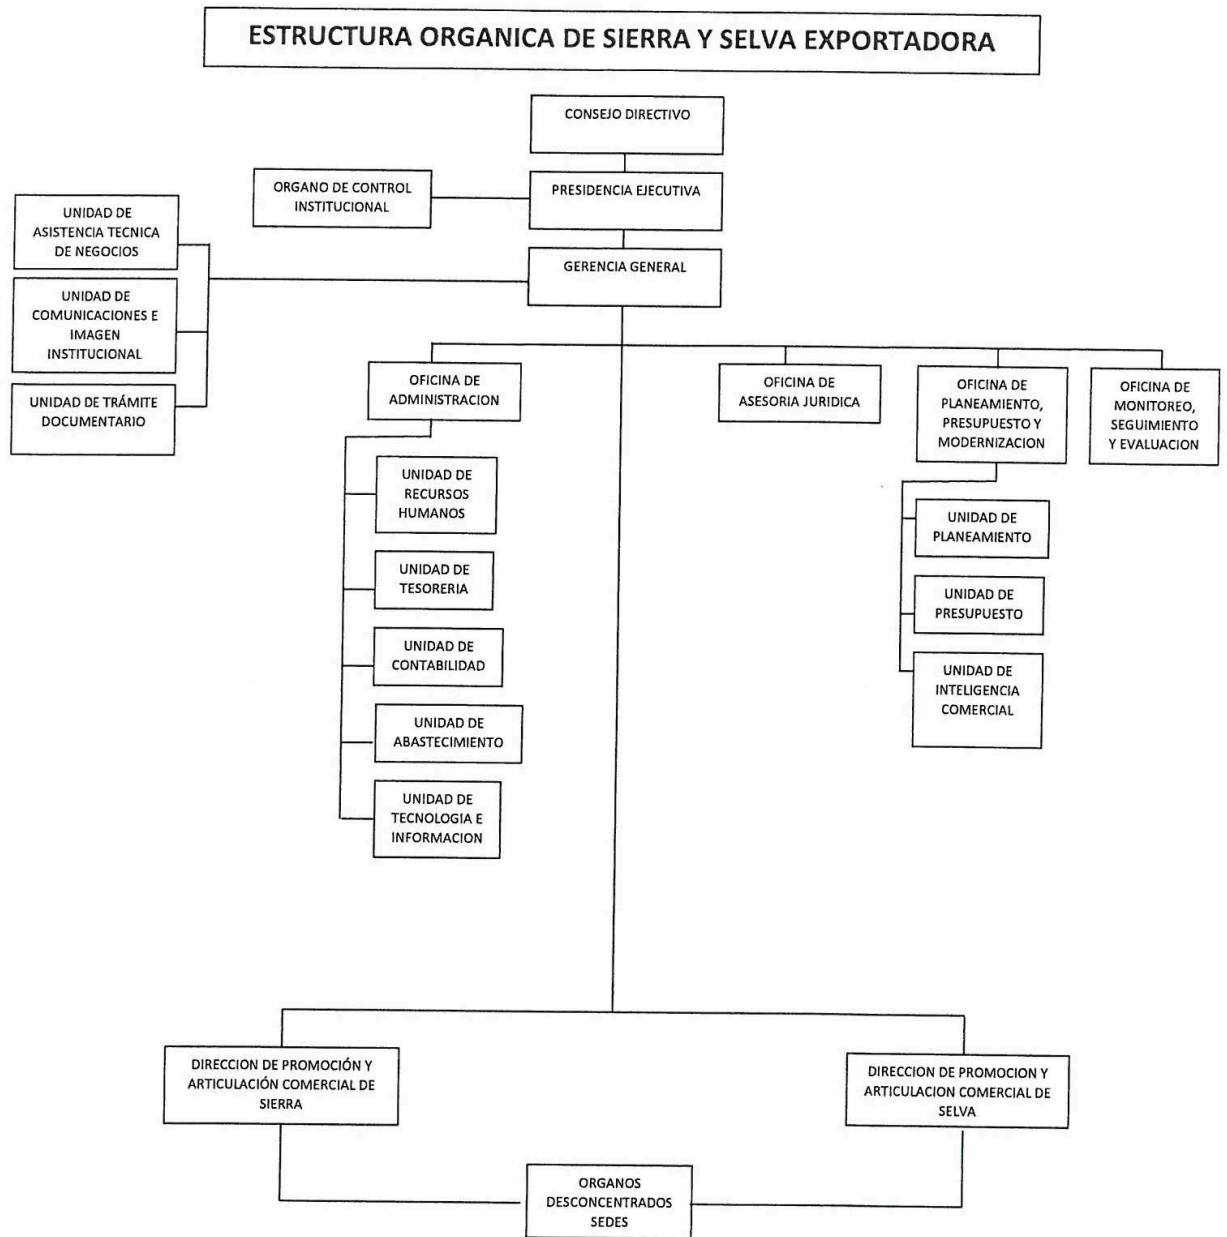 ESTRUCTURA ORGANICA DE SIERRA Y SELVA EXPORTADORA
CONSEJO DIRECTIVO
ORGANO DE CONTROL
INSTITUCIONAL
PRESIDENCIA EJECUTIVA
UNIDAD DE
ASISTENCIA TECNICA
DE NEGOCIOS
GERENCIA GENERAL
UNIDAD DE
COMUNICACIONES E
IMAGEN
INSTITUCIONAL
UNIDAD DE TRÁMITE
DOCUMENTARIO
OFICINA DE
ADMINISTRACION
OFICINA DE
ASESORIA JURIDICA
OFICINA DE
PLANEAMIENTO,
PRESUPUESTO Y
MODERNIZACION
OFICINA DE
MONITOREO,
SEGUIMIENTO
Y EVALUACION
UNIDAD DE
RECURSOS
HUMANOS
UNIDAD DE
TESORERIA
UNIDAD DE
CONTABILIDAD
UNIDAD DE
ABASTECIMIENTO
UNIDAD DE
TECNOLOGIA E
INFORMACION
UNIDAD DE
PLANEAMIENTO
UNIDAD DE
PRESUPUESTO
UNIDAD DE
INTELIGENCIA
COMERCIAL
DIRECCION DE PROMOCIÓN Y
ARTICULACIÓN COMERCIAL DE
SIERRA
DIRECCION DE PROMOCION Y
ARTICULACION COMERCIAL DE
SELVA
ORGANOS
DESCONCENTRADOS
SEDES